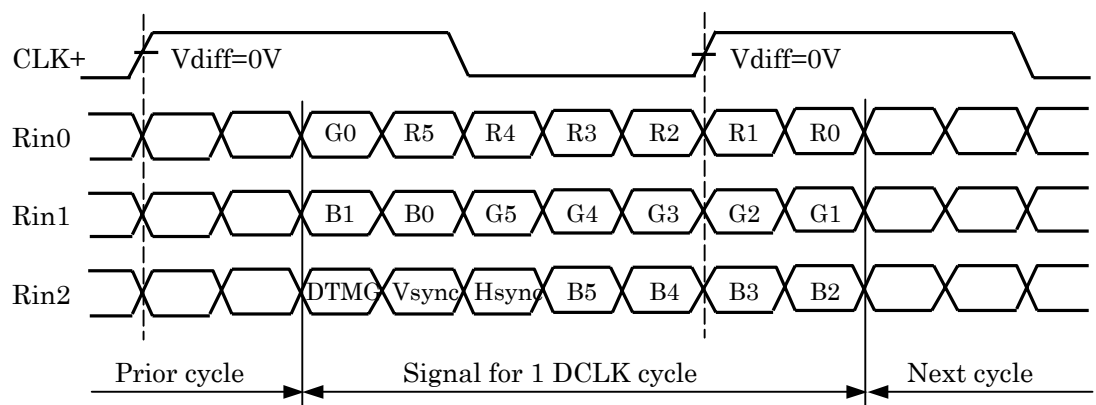 CLK+ Vdiff=0V Vdiff=0V
Rin0 G0 R5 R4 R3 R2 R1 R0
Rin1 B1 B0 G5 G4 G3 G2 G1
Rin2 DTMG Vsync Hsync B5 B4 B3 B2
Prior cycle Signal for 1 DCLK cycle Next cycle